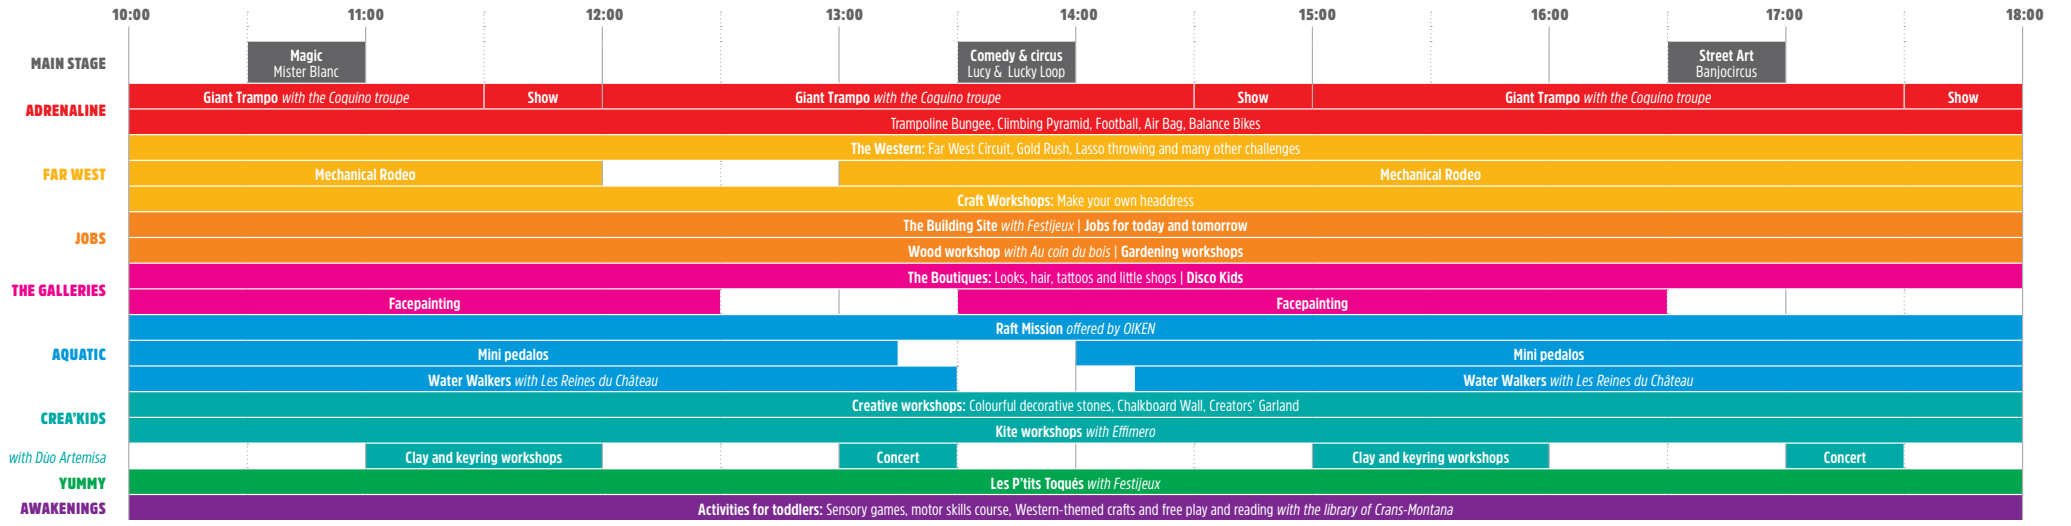 10:00 11:00 12:00 13:00 14:00 15:00 16:00 17:00 18:00
MAIN STAGE
Magic
Mister Blanc
Comedy & circus
Lucy & Lucky Loop
Street Art
Banjocircus
ADRENALINE
Giant Trampo with the Coquino troupe Show Giant Trampo with the Coquino troupe Show Giant Trampo with the Coquino troupe Show
Trampoline Bungee, Climbing Pyramid, Football, Air Bag, Balance Bikes
FAR WEST
The Western: Far West Circuit, Gold Rush, Lasso throwing and many other challenges
Mechanical Rodeo Mechanical Rodeo
Craft Workshops: Make your own headdress
JOBS
The Building Site with Festijeux | Jobs for today and tomorrow
Wood workshop with Au coin du bois | Gardening workshops
THE GALLERIES
The Boutiques: Looks, hair, tattoos and little shops | Disco Kids
Facepainting Facepainting
AQUATIC
Raft Mission offered by OIKEN
Mini pedalos Mini pedalos
Water Walkers with Les Reines du Château Water Walkers with Les Reines du Château
CREA'KIDS
Creative workshops: Colourful decorative stones, Chalkboard Wall, Creators' Garland
Kite workshops with Effimero
with Dùo Artemisa Clay and keyring workshops Concert Clay and keyring workshops Concert
YUMMY Les P'tits Toqués with Festijeux
AWAKENINGS Activities for toddlers: Sensory games, motor skills course, Western-themed crafts and free play and reading with the library of Crans-Montana